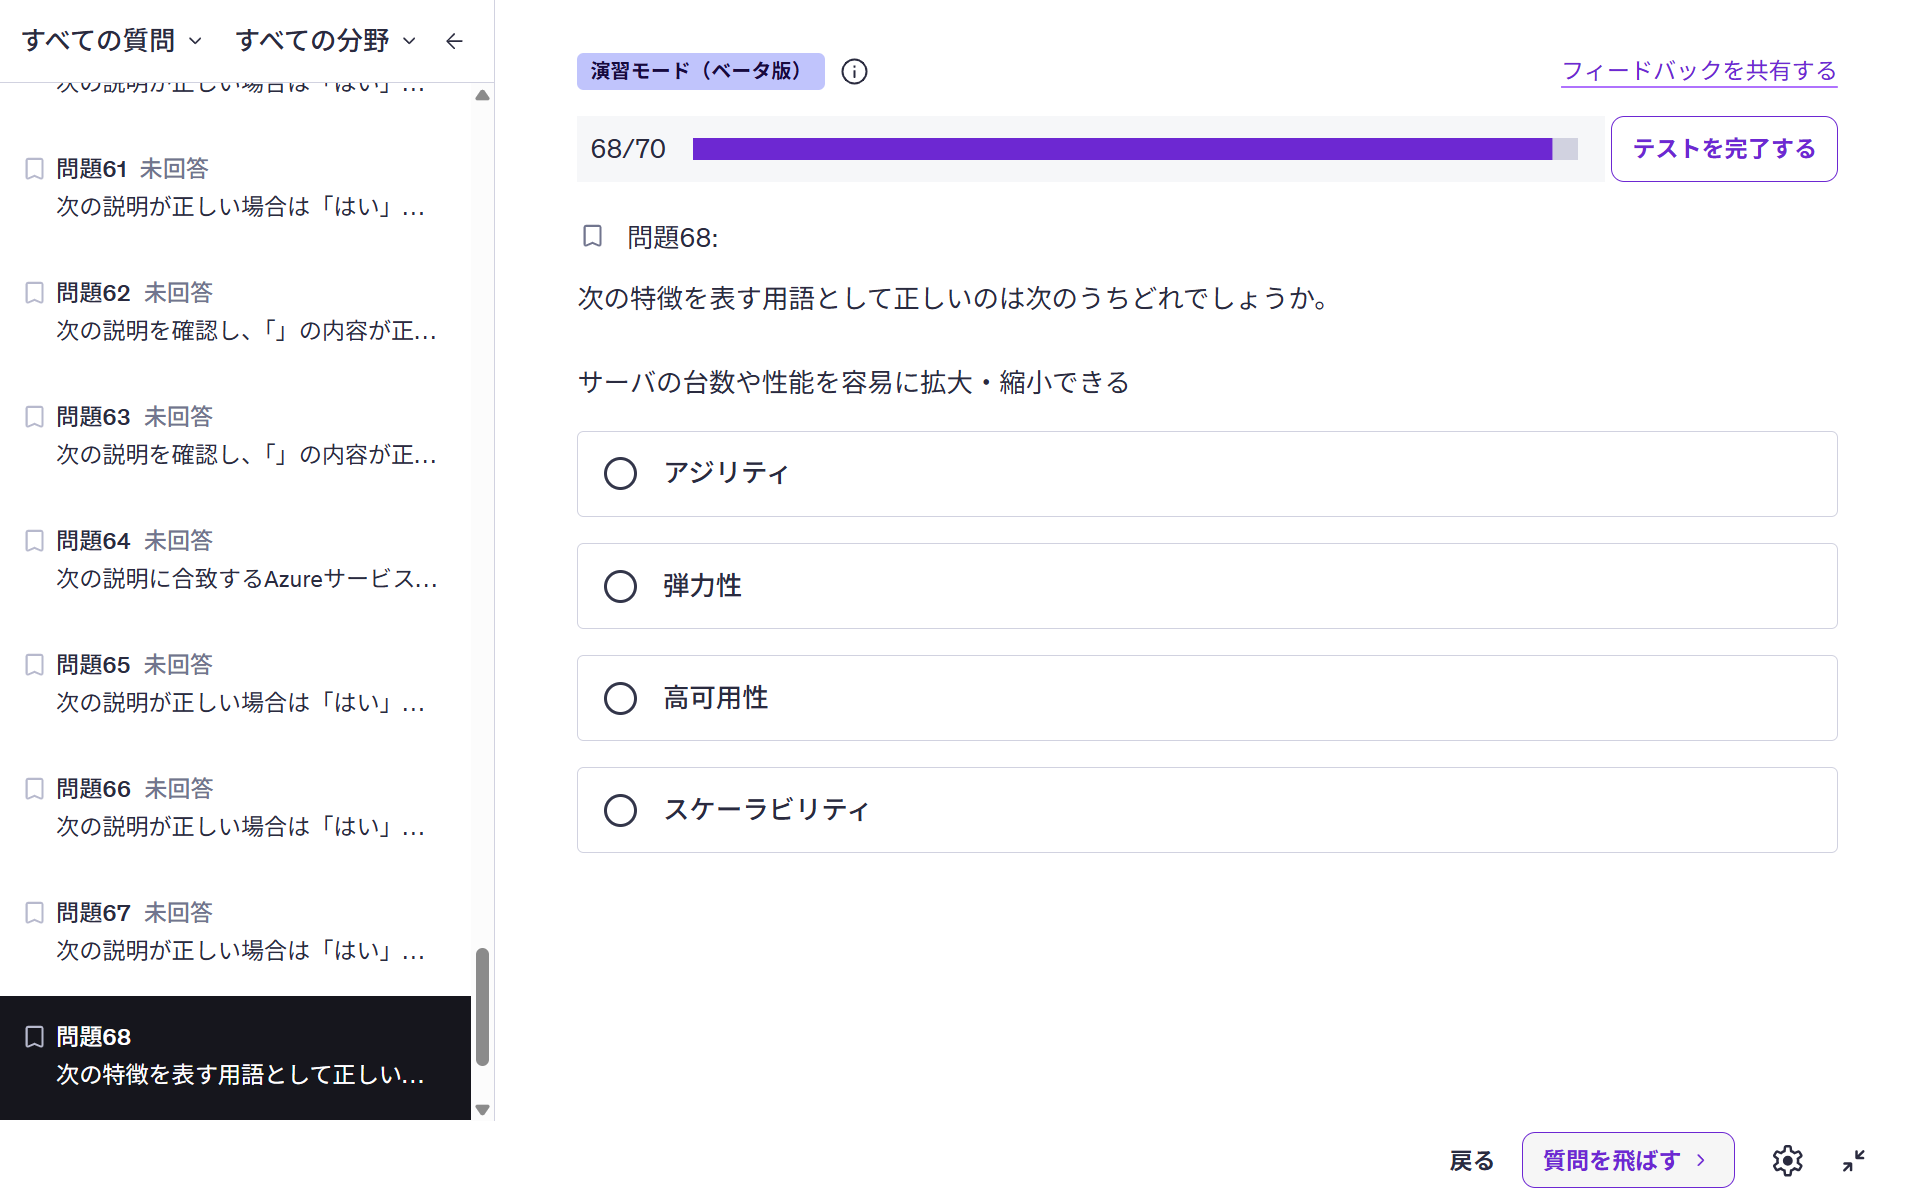 すべての質問
すべての分野
次の説明が正しい場合は「はい」...
問題61 未回答
次の説明が正しい場合は「はい」...
問題62 未回答
次の説明を確認し、「」の内容が正...
問題63 未回答
次の説明を確認し、「」の内容が正...
問題64 未回答
次の説明に合致するAzureサービス...
問題65 未回答
次の説明が正しい場合は「はい」...
問題66 未回答
次の説明が正しい場合は「はい」...
問題67 未回答
次の説明が正しい場合は「はい」...
問題68
次の特徴を表す用語として正しい...
演習モード（ベータ版）
フィードバックを共有する
68/70
テストを完了する
問題68:
次の特徴を表す用語として正しいのは次のうちどれでしょうか。
サーバの台数や性能を容易に拡大・縮小できる
アジリティ
弾力性
高可用性
スケーラビリティ
戻る
質問を飛ばす